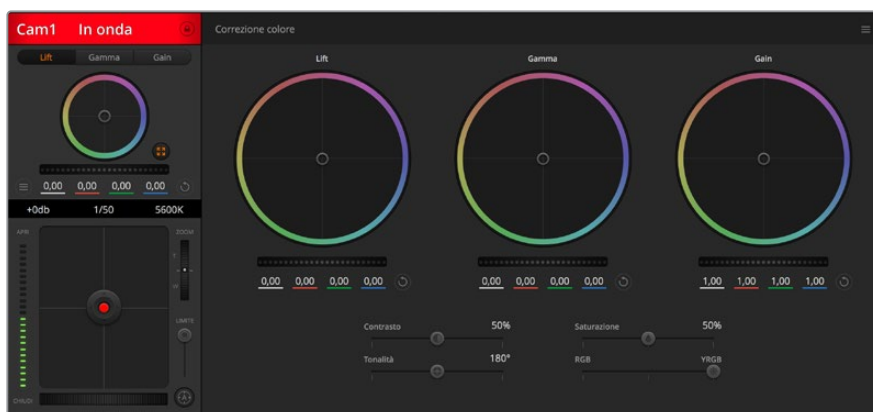 Cam1 In onda
Correzione colore
Lift Gamma Gain
Lift
Gamma
Gain
0,00 0,00 0,00 0,00
+0db 1/50 5600K
APRI
ZOOM
T
W
LIMITE
A
CHIUDI
0,00 0,00 0,00 0,00
0,00 0,00 0,00 0,00
1,00 1,00 1,00 1,00
Contrasto 50%
Saturazione 50%
Tonalità 180°
RGB YRGB